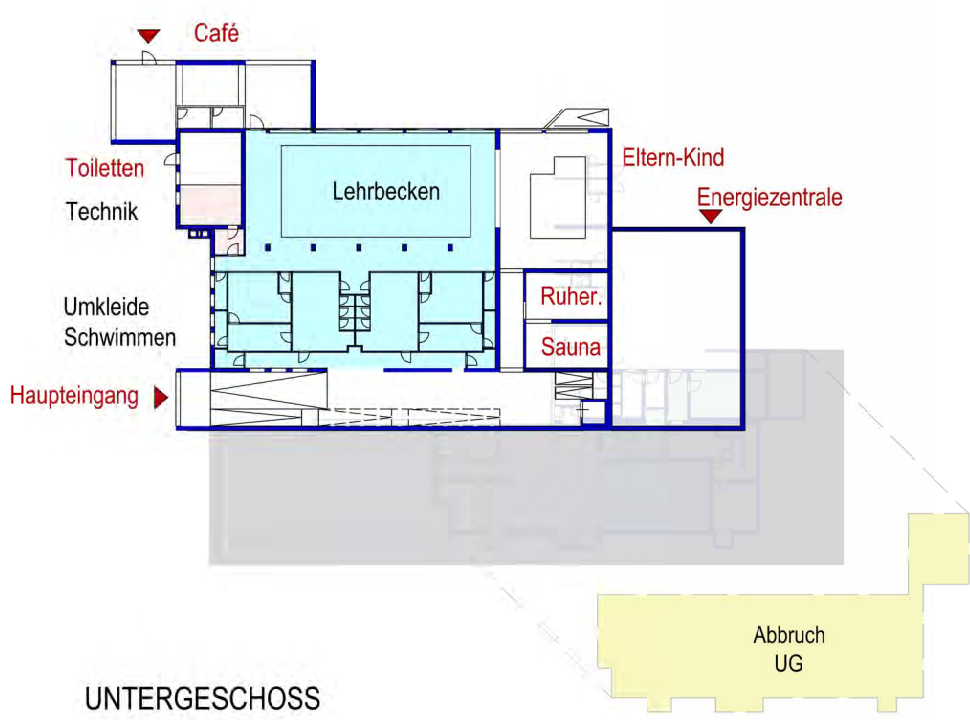 Café
Toiletten
Technik
Lehrbecken
Eltern-Kind
Energiezentrale
Umkleide
Schwimmen
Ruher.
Sauna
Haupteingang
Abbruch
UG
UNTERGESCHOSS